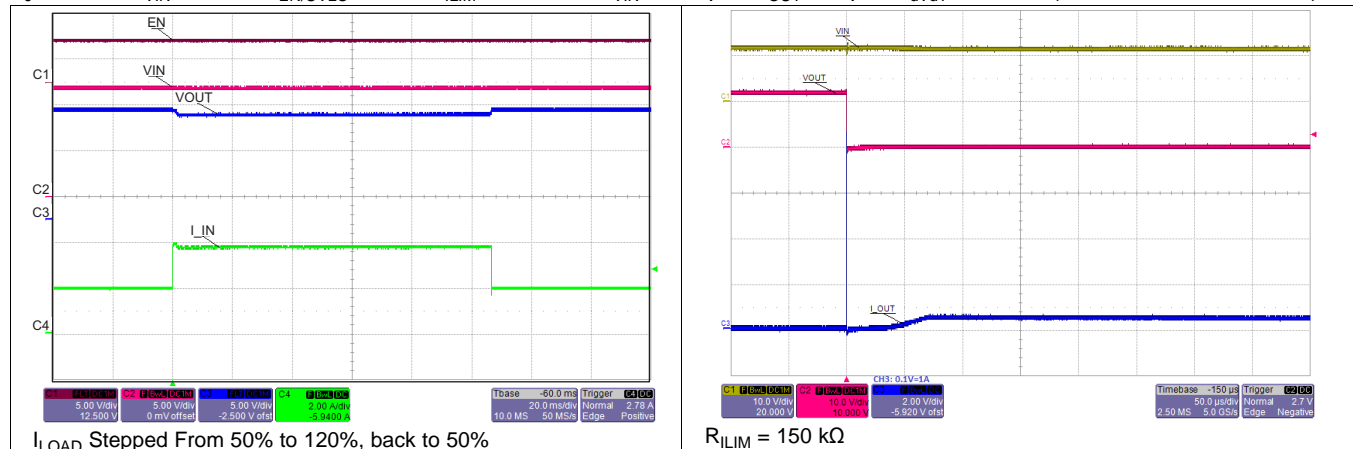 EN
C1
VIN
VOUT
C2
C3
I_IN
C4
5.00 V/div
12.500 V
5.00 V/div
0 mV offset
5.00 V/div
-2.500 V ofst
C4
2.00 A/div
-5.9400 A
Tbase -60.0 ms
20.0 ms/div
10.0 MS 50 MS/s
Trigger C4 DC
Normal 2.78 A
Edge Positive
ILOAD Stepped From 50% to 120%, back to 50%
VIN
VOUT
C1
C2
I_OUT
C3
CH3: 0.1V=1A
10.0 V/div
20.000 V
10.0 V/div
10.000 V
2.00 V/div
-5.920 V ofst
Timebase -150 µs
50.0 µs/div
2.50 MS 5.0 GS/s
Trigger C2 DC
Normal 2.7 V
Edge Negative
RILIM = 150 kΩ